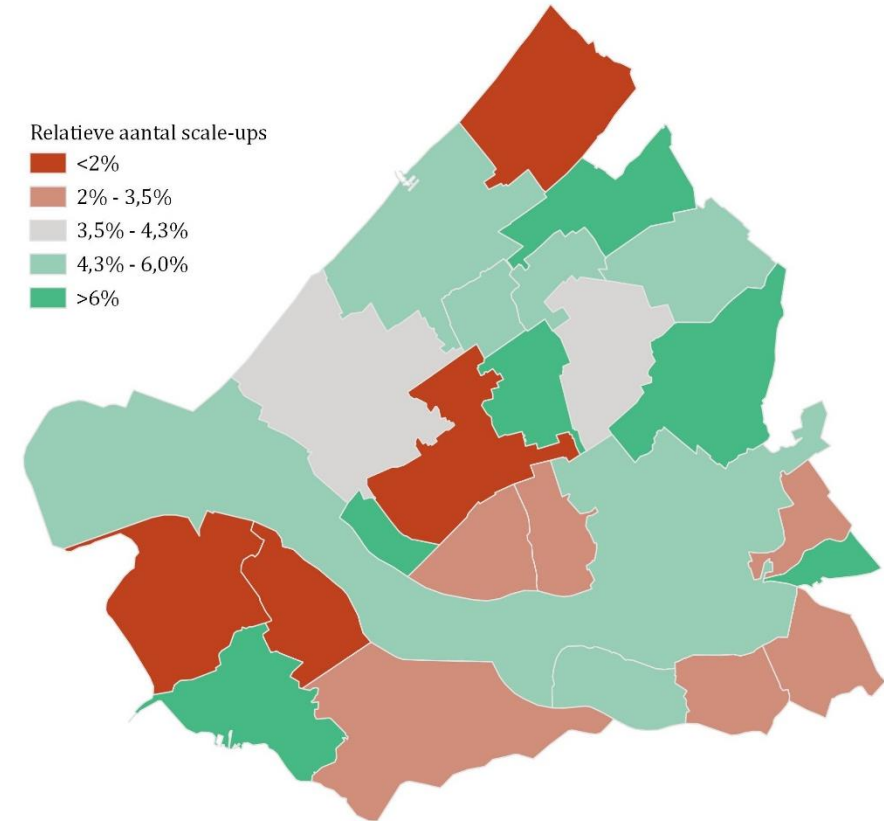 Relatieve aantal scale-ups
<2%
2% - 3,5%
3,5% - 4,3%
4,3% - 6,0%
>6%